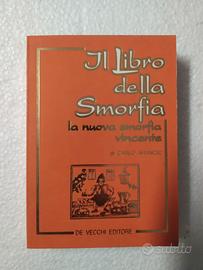 Il Libro
della
Smorfia
la nuova smorfia
vincente
di CARLO
DE VECCHI EDITORE
subito